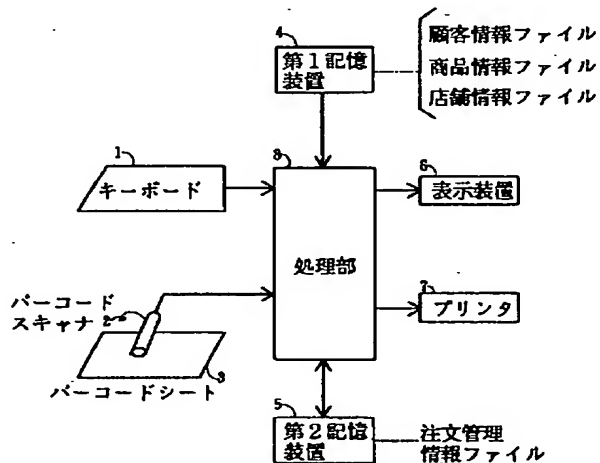 4
第1記憶
装置
顧客情報ファイル
商品情報ファイル
店舗情報ファイル
1
キーボード
8
処理部
6
表示装置
7
プリンタ
バーコード
スキャナ2
バーコードシート
3
5
第2記憶
装置
注文管理
情報ファイル